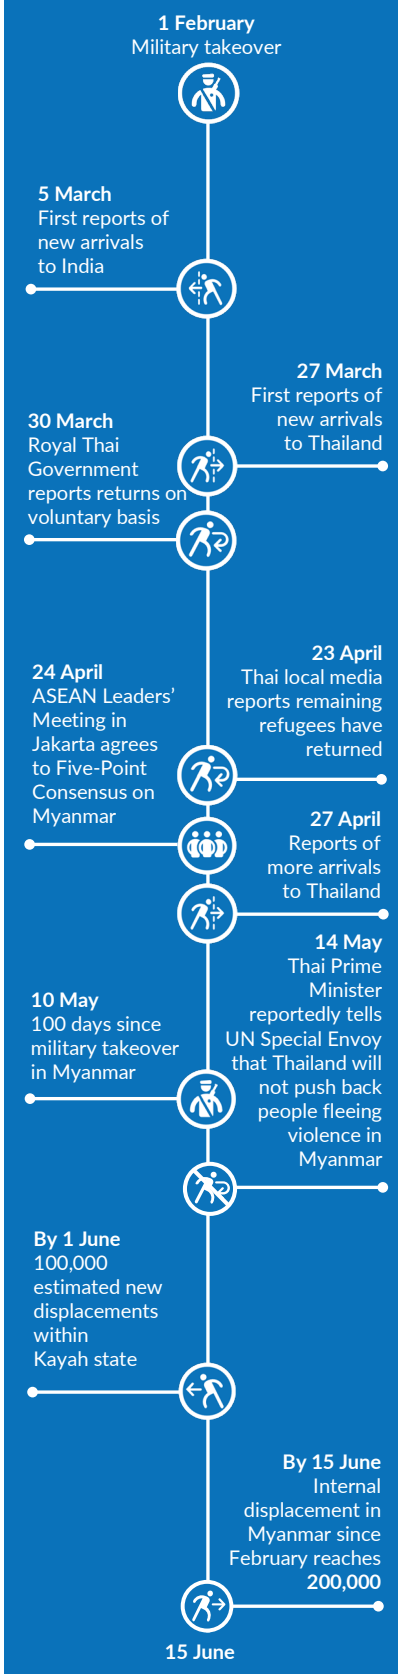 1 February
Military takeover
5 March
First reports of
new arrivals
to India
27 March
First reports of
new arrivals
to Thailand
30 March
Royal Thai
Government
reports returns on
voluntary basis
23 April
Thai local media
reports remaining
refugees have
returned
24 April
ASEAN Leaders’
Meeting in
Jakarta agrees
to Five-Point
Consensus on
Myanmar
27 April
Reports of
more arrivals
to Thailand
10 May
100 days since
military takeover
in Myanmar
14 May
Thai Prime
Minister
reportedly tells
UN Special Envoy
that Thailand will
not push back
people fleeing
violence in
Myanmar
By 1 June
100,000
estimated new
displacements
within
Kayah state
By 15 June
Internal
displacement in
Myanmar since
February reaches
200,000
15 June